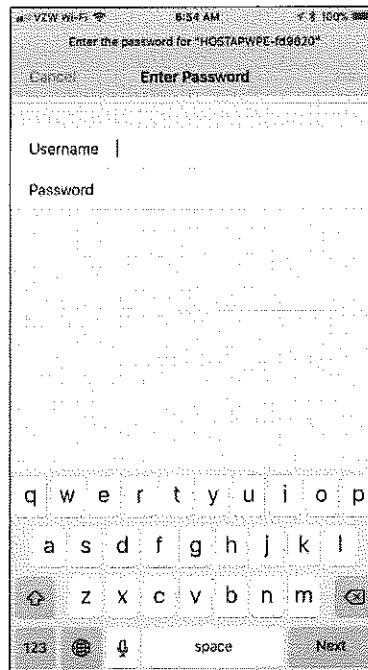 VZW Wi-Fi 6:54 AM 100%
Enter the password for "HOSTAPWPE-fd9620"
Cancel Enter Password
Username
Password
q w e r t y u i o p
a s d f g h j k l
z x c v b n m
123 space Next